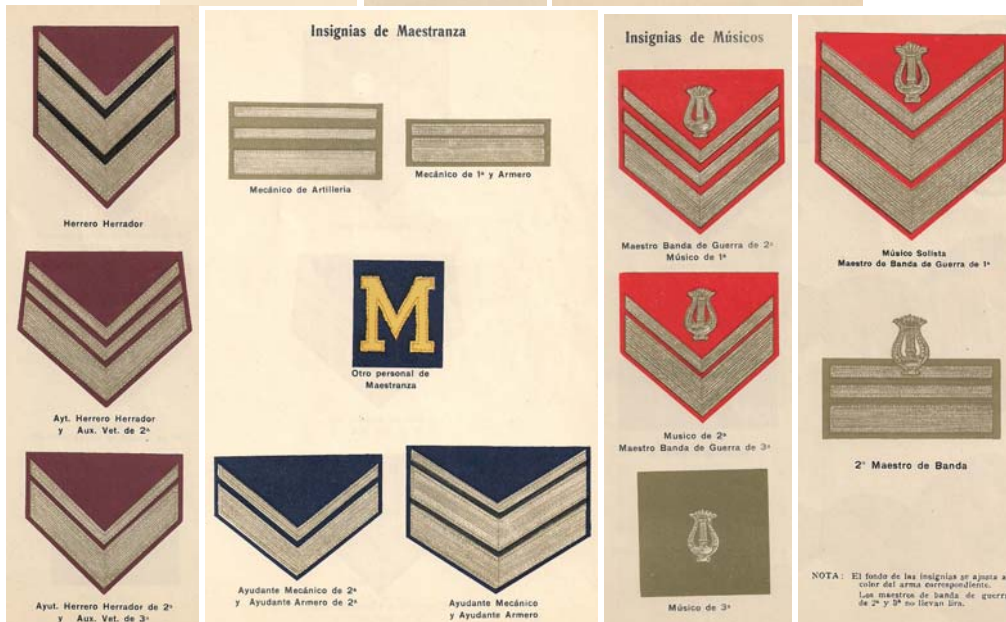 Herrero Herrador
Ayt. Herrero Herrador
y Aux. Vet. de 2ª
Ayut. Herrero Herrador de 2ª
y Aux. Vet. de 3ª
Insignias de Maestranza
Mecánico de Artillería
Mecánico de 1ª y Armero
M
Otro personal de
Maestranza
Ayudante Mecánico de 2ª
y Ayudante Armero de 2ª
Ayudante Mecánico
y Ayudante Armero
Insignias de Músicos
Maestro Banda de Guerra de 2ª
Músico de 1ª
Musico de 2ª
Maestro Banda de Guerra de 3ª
Músico de 3ª
Músico Solista
Maestro de Banda de Guerra de 1ª
2º Maestro de Banda
NOTA: El fondo de las insignias se ajusta a
color del arma correspondiente.
Los maestros de banda de guerra
de 2ª y 3ª no llevan lira.